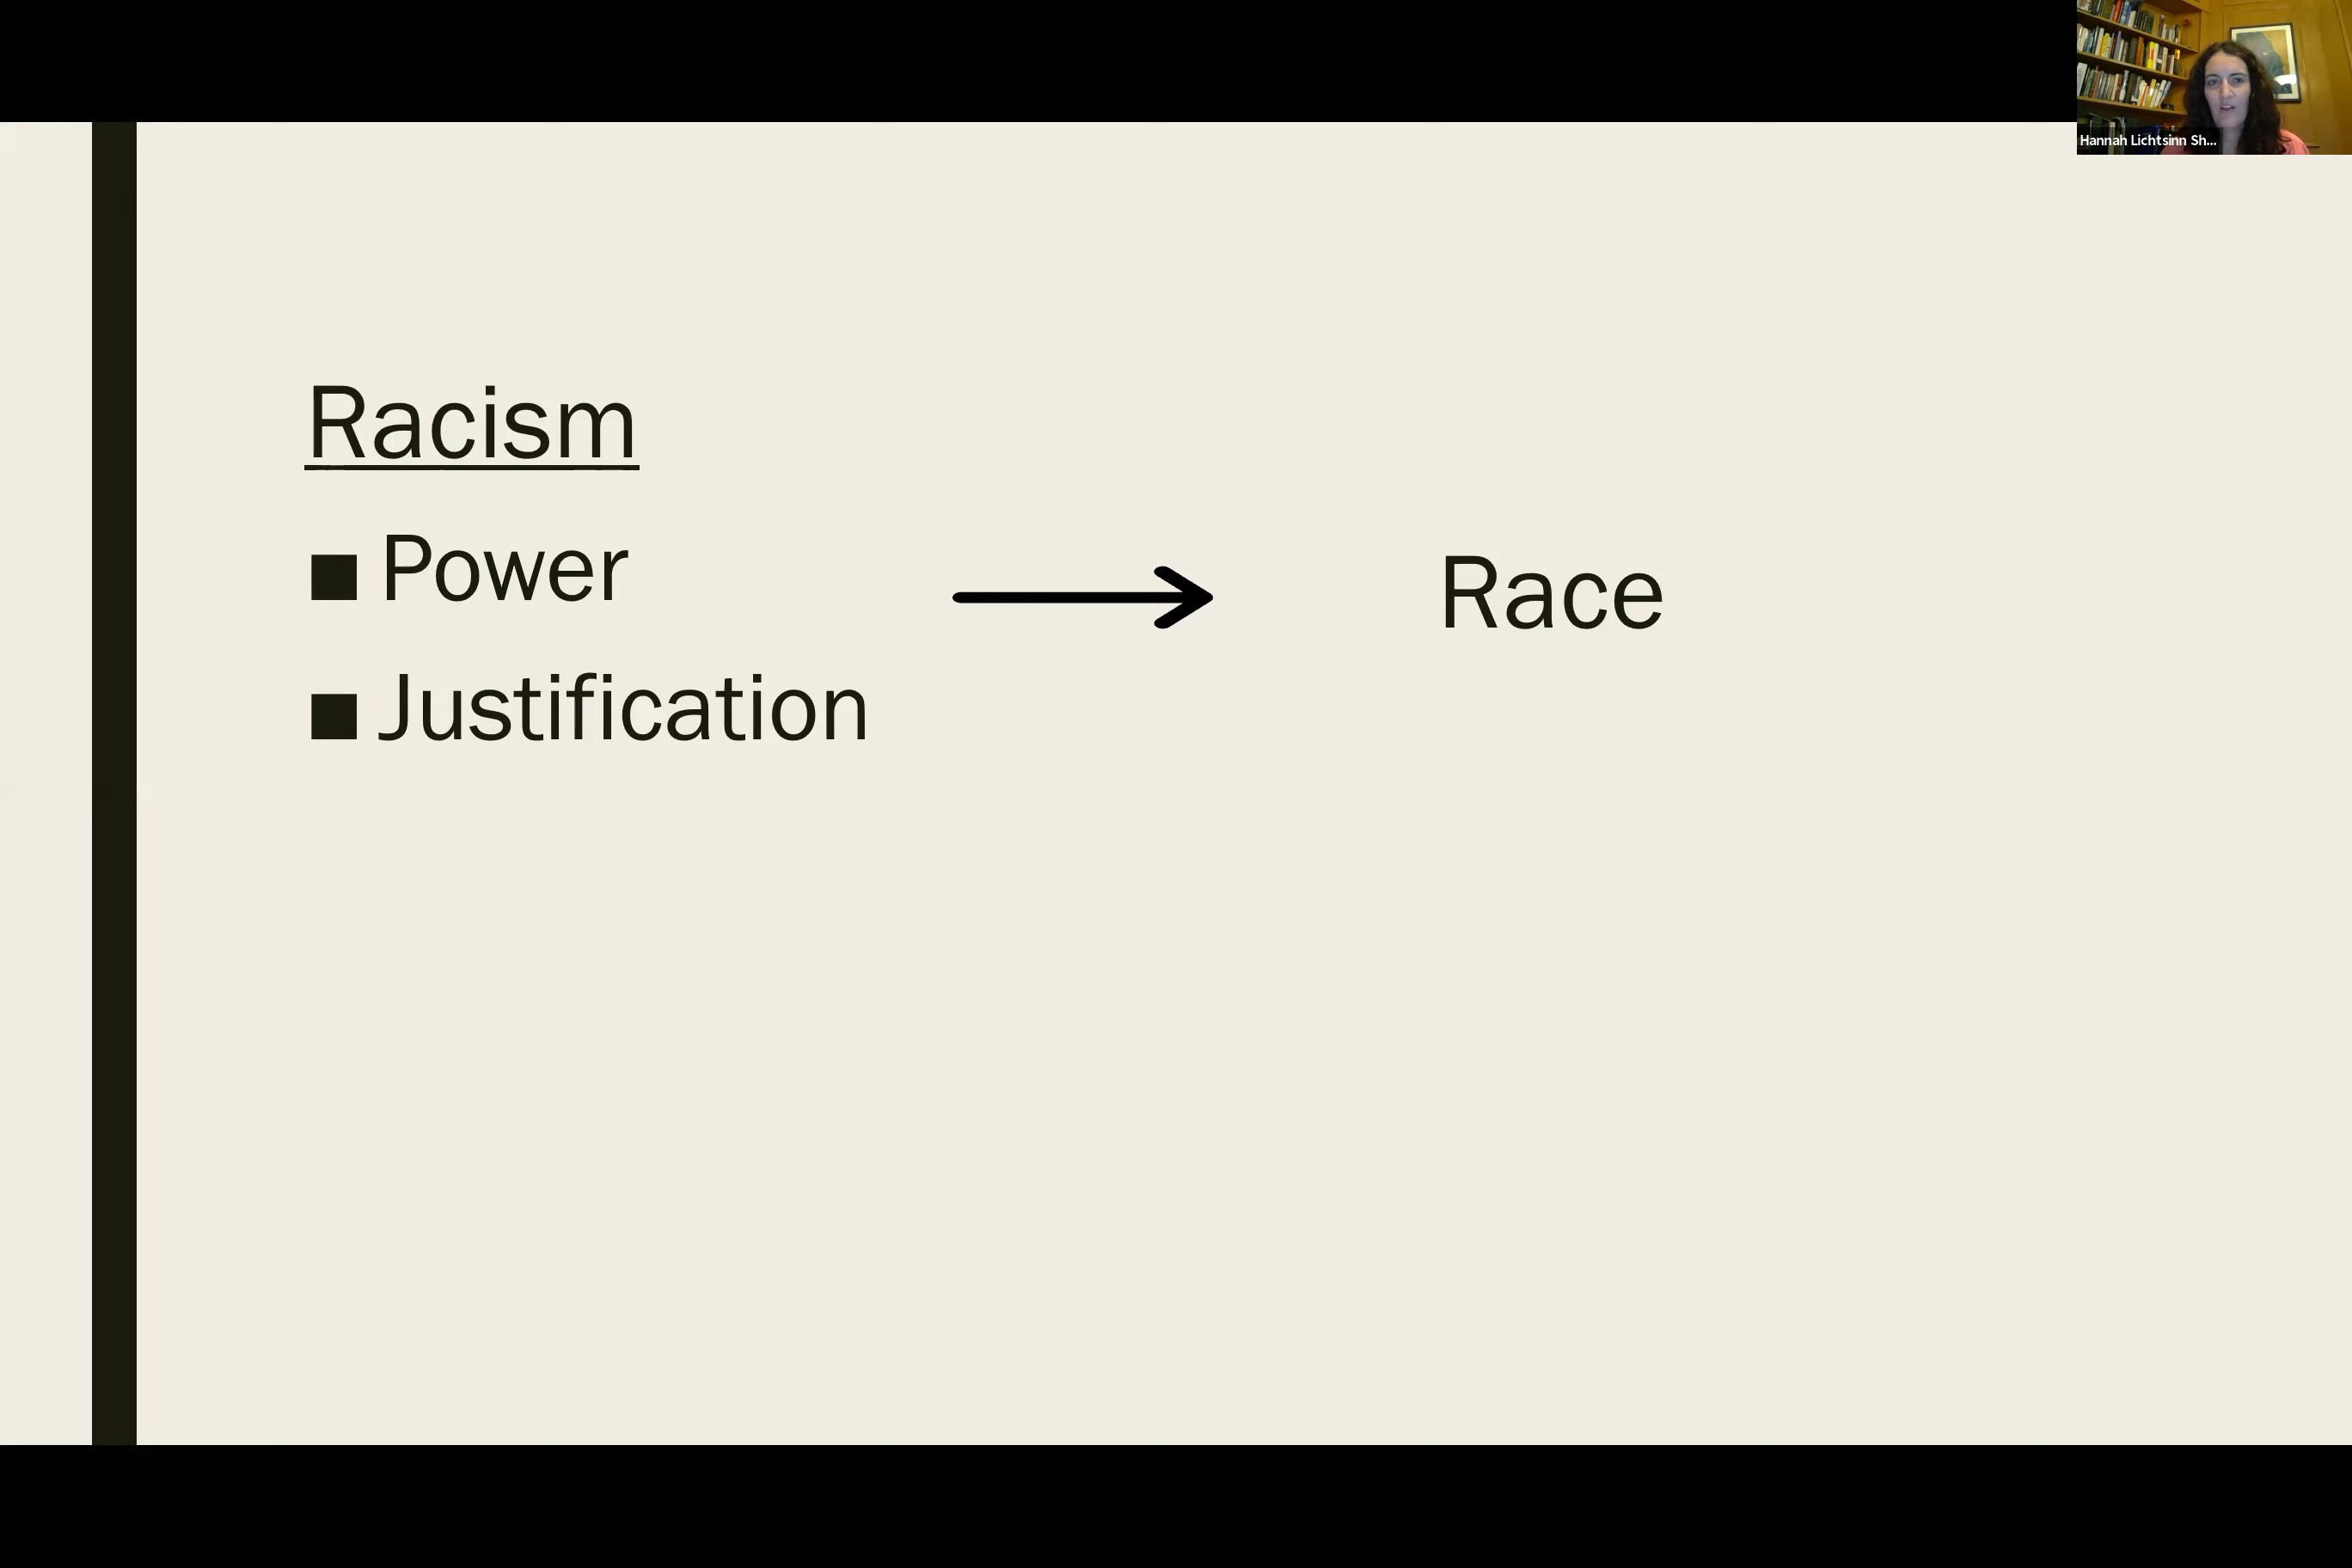 Hannah Lichtsinn Sh...
Racism
■ Power
■ Justification
Race